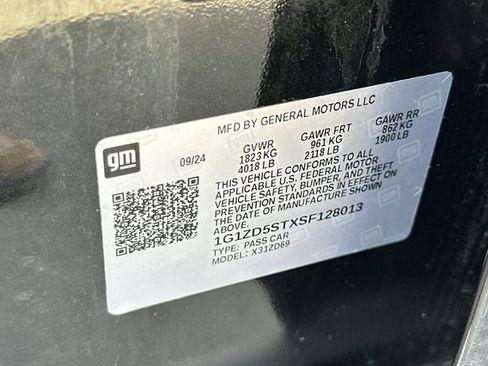 gm
MFD BY GENERAL MOTORS LLC
09/24
GVWR GAWR FRT GAWR RR
1823 KG 961 KG 862 KG
4018 LB 2118 LB 1900 LB
THIS VEHICLE CONFORMS TO ALL
APPLICABLE U.S. FEDERAL MOTOR
VEHICLE SAFETY, BUMPER, AND THEFT
PREVENTION STANDARDS IN EFFECT ON
THE DATE OF MANUFACTURE SHOWN
ABOVE.
1G1ZD5STXSF128013
TYPE: PASS CAR
MODEL: X31ZD69